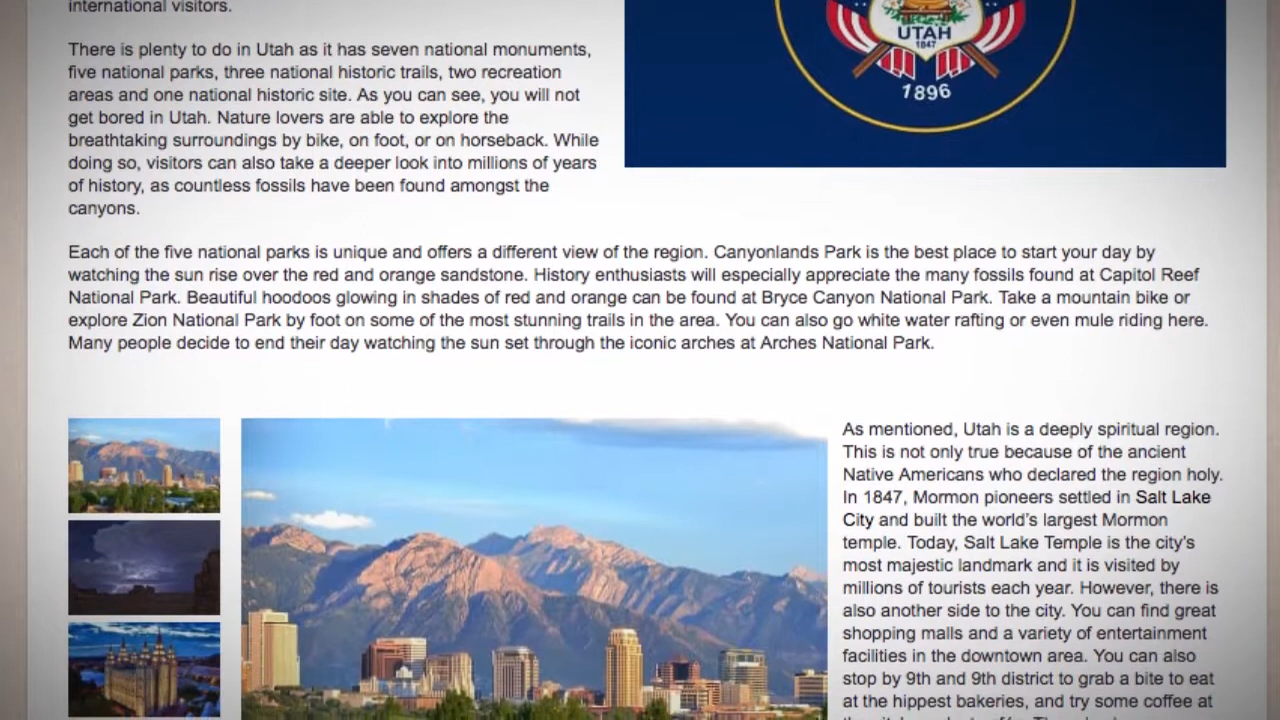 international visitors.
There is plenty to do in Utah as it has seven national monuments,
five national parks, three national historic trails, two recreation
areas and one national historic site. As you can see, you will not
get bored in Utah. Nature lovers are able to explore the
breathtaking surroundings by bike, on foot, or on horseback. While
doing so, visitors can also take a deeper look into millions of years
of history, as countless fossils have been found amongst the
canyons.
UTAH
1847
1896
Each of the five national parks is unique and offers a different view of the region. Canyonlands Park is the best place to start your day by
watching the sun rise over the red and orange sandstone. History enthusiasts will especially appreciate the many fossils found at Capitol Reef
National Park. Beautiful hoodoos glowing in shades of red and orange can be found at Bryce Canyon National Park. Take a mountain bike or
explore Zion National Park by foot on some of the most stunning trails in the area. You can also go white water rafting or even mule riding here.
Many people decide to end their day watching the sun set through the iconic arches at Arches National Park.
As mentioned, Utah is a deeply spiritual region.
This is not only true because of the ancient
Native Americans who declared the region holy.
In 1847, Mormon pioneers settled in Salt Lake
City and built the world's largest Mormon
temple. Today, Salt Lake Temple is the city's
most majestic landmark and it is visited by
millions of tourists each year. However, there is
also another side to the city. You can find great
shopping malls and a variety of entertainment
facilities in the downtown area. You can also
stop by 9th and 9th district to grab a bite to eat
at the hippest bakeries, and try some coffee at